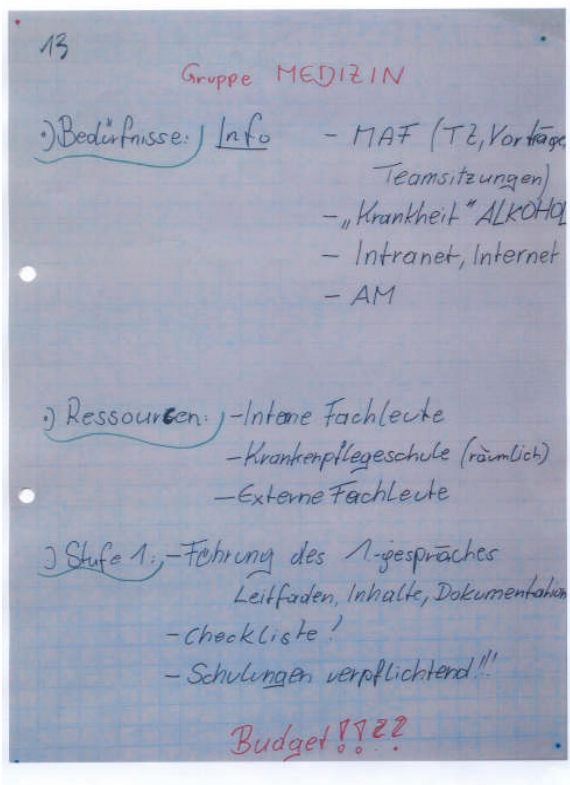 13
Gruppe MEDIZIN
·) Bedürfnisse: Info - MAF (TZ, Vorträge,
Teamsitzungen)
- „Krankheit" ALKOHOL
- Intranet, Internet
- AM
·) Ressourcen: - Interne Fachleute
- Krankenpflegeschule (räumlich)
- Externe Fachleute
·) Stufe 1: - Führung des 1-gespräches
Leitfaden, Inhalte, Dokumentation
- Checkliste!
- Schulungen verpflichtend!!!
Budget!!??